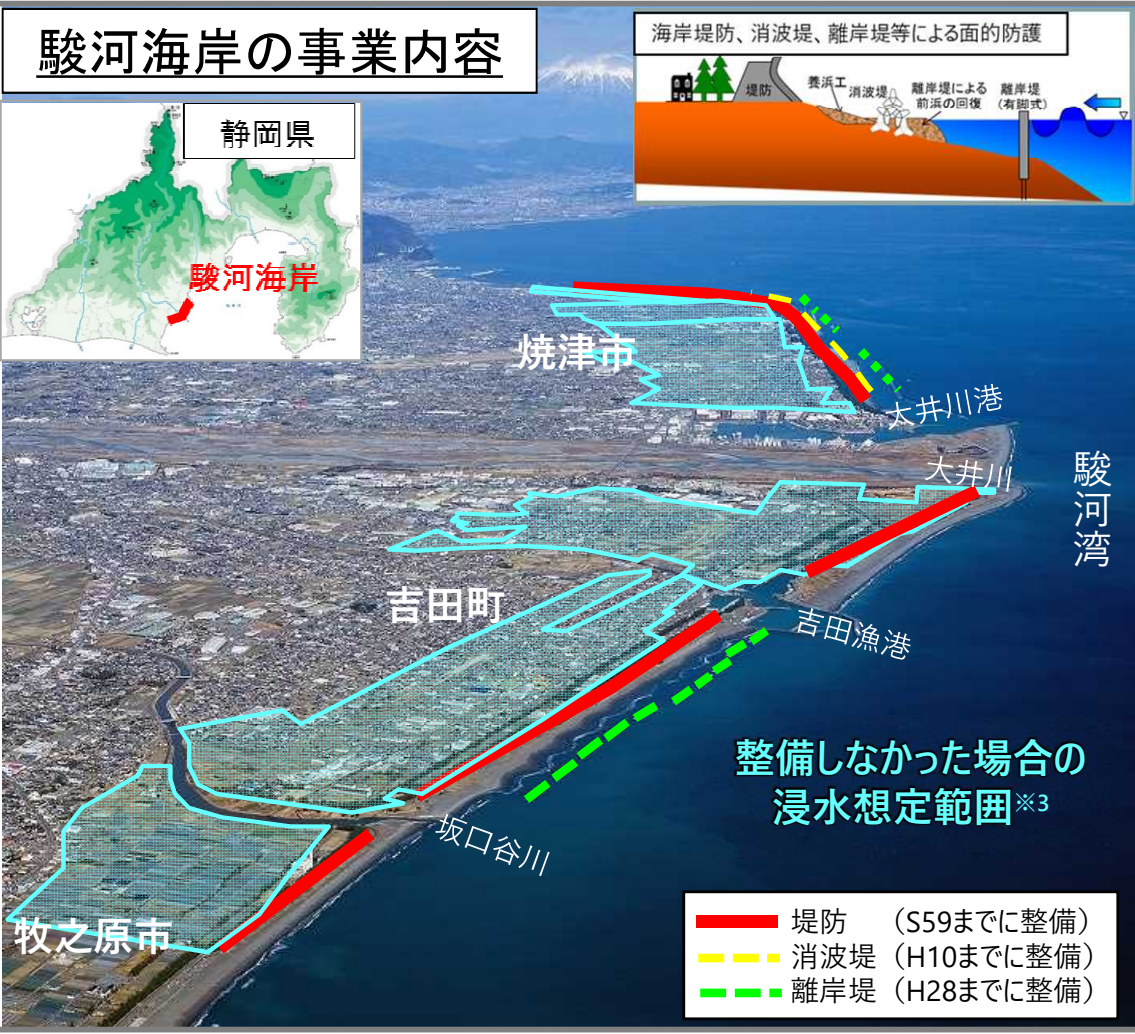 駿河海岸の事業内容
海岸堤防、消波堤、離岸堤等による面的防護
堤防
養浜工
消波堤
離岸堤による
前浜の回復
離岸堤
(有脚式)
静岡県
駿河海岸
焼津市
大井川港
大井川
駿河湾
吉田町
吉田漁港
整備しなかった場合の
浸水想定範囲※3
坂口谷川
牧之原市
堤防 （S59までに整備）
消波堤（H10までに整備）
離岸堤（H28までに整備）